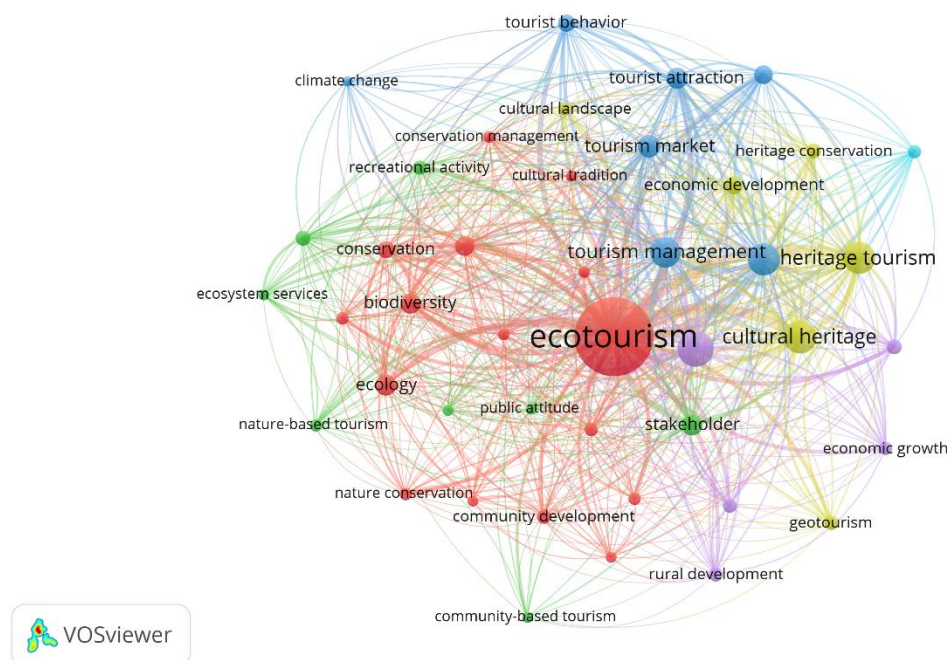 tourist behavior
climate change
tourist attraction
cultural landscape
conservation management
tourism market
heritage conservation
recreational activity
cultural tradition
economic development
conservation
tourism management
heritage tourism
ecosystem services
biodiversity
ecotourism
cultural heritage
ecology
public attitude
nature-based tourism
stakeholder
economic growth
nature conservation
community development
geotourism
rural development
community-based tourism
VOSviewer